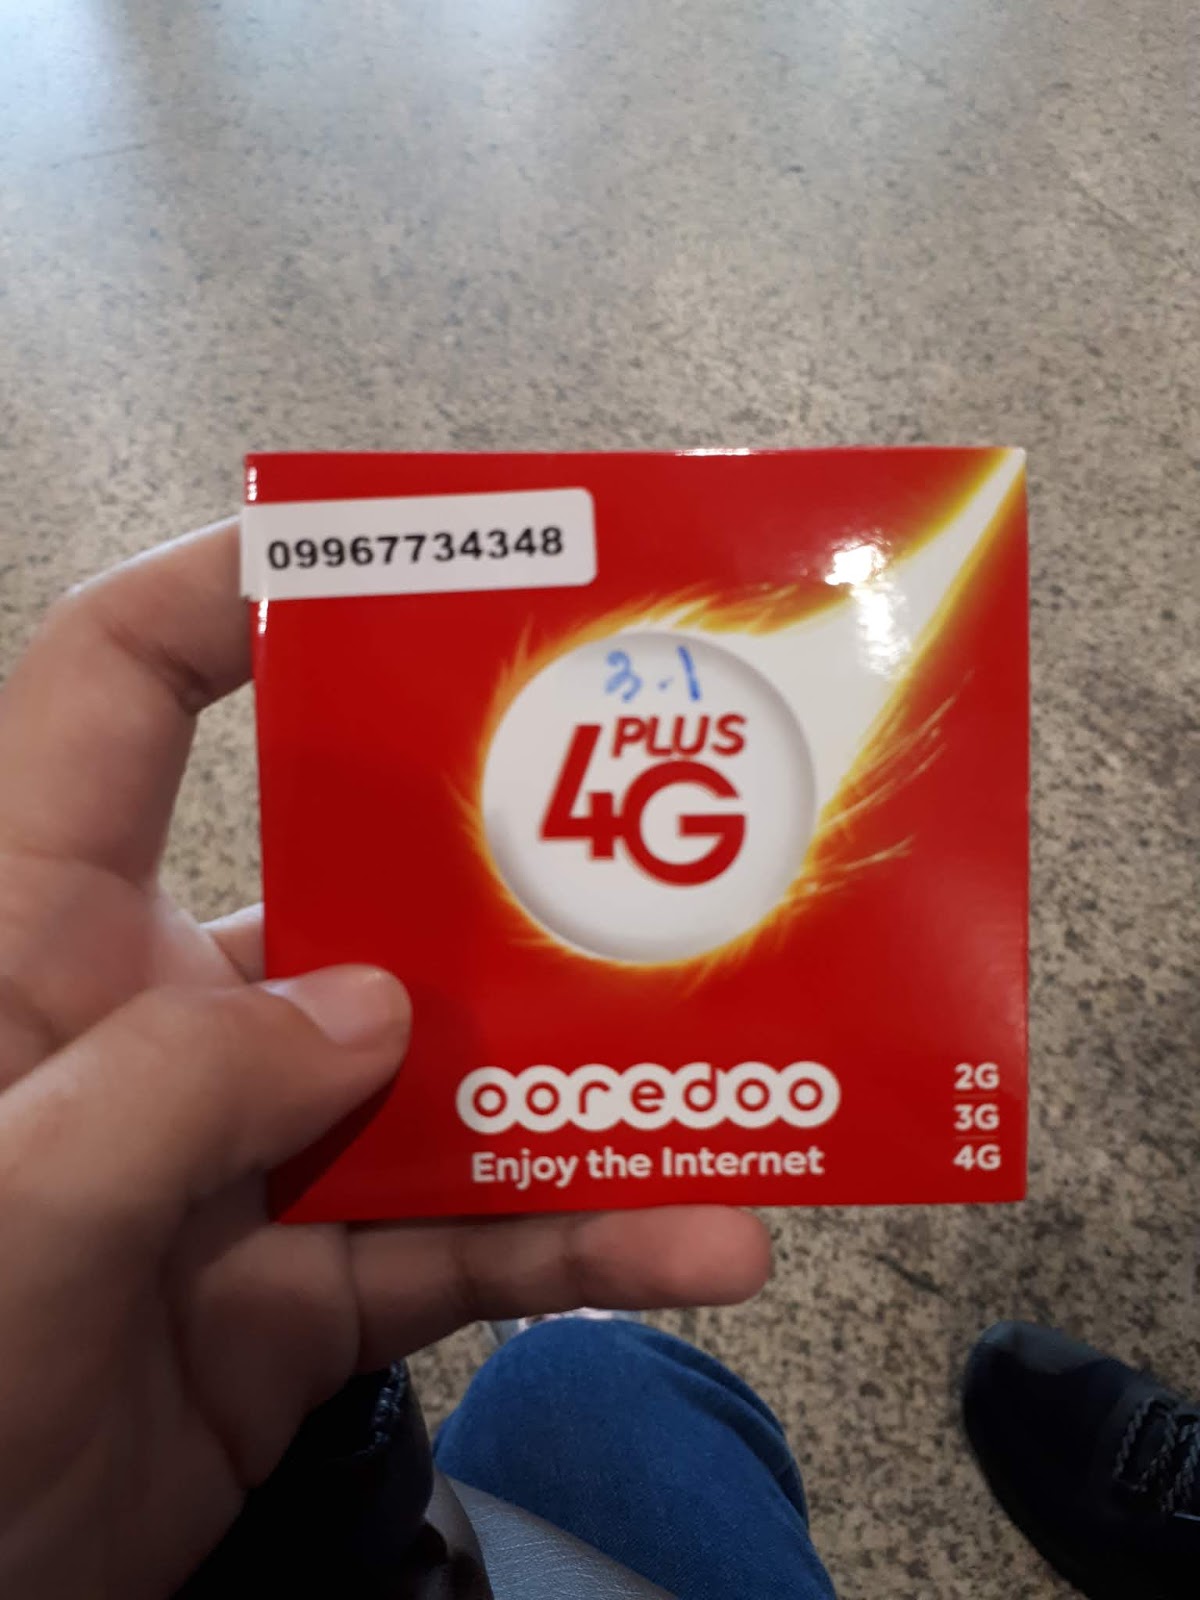 09967734348
3-1
4G PLUS
ooredoo
Enjoy the Internet
2G
3G
4G